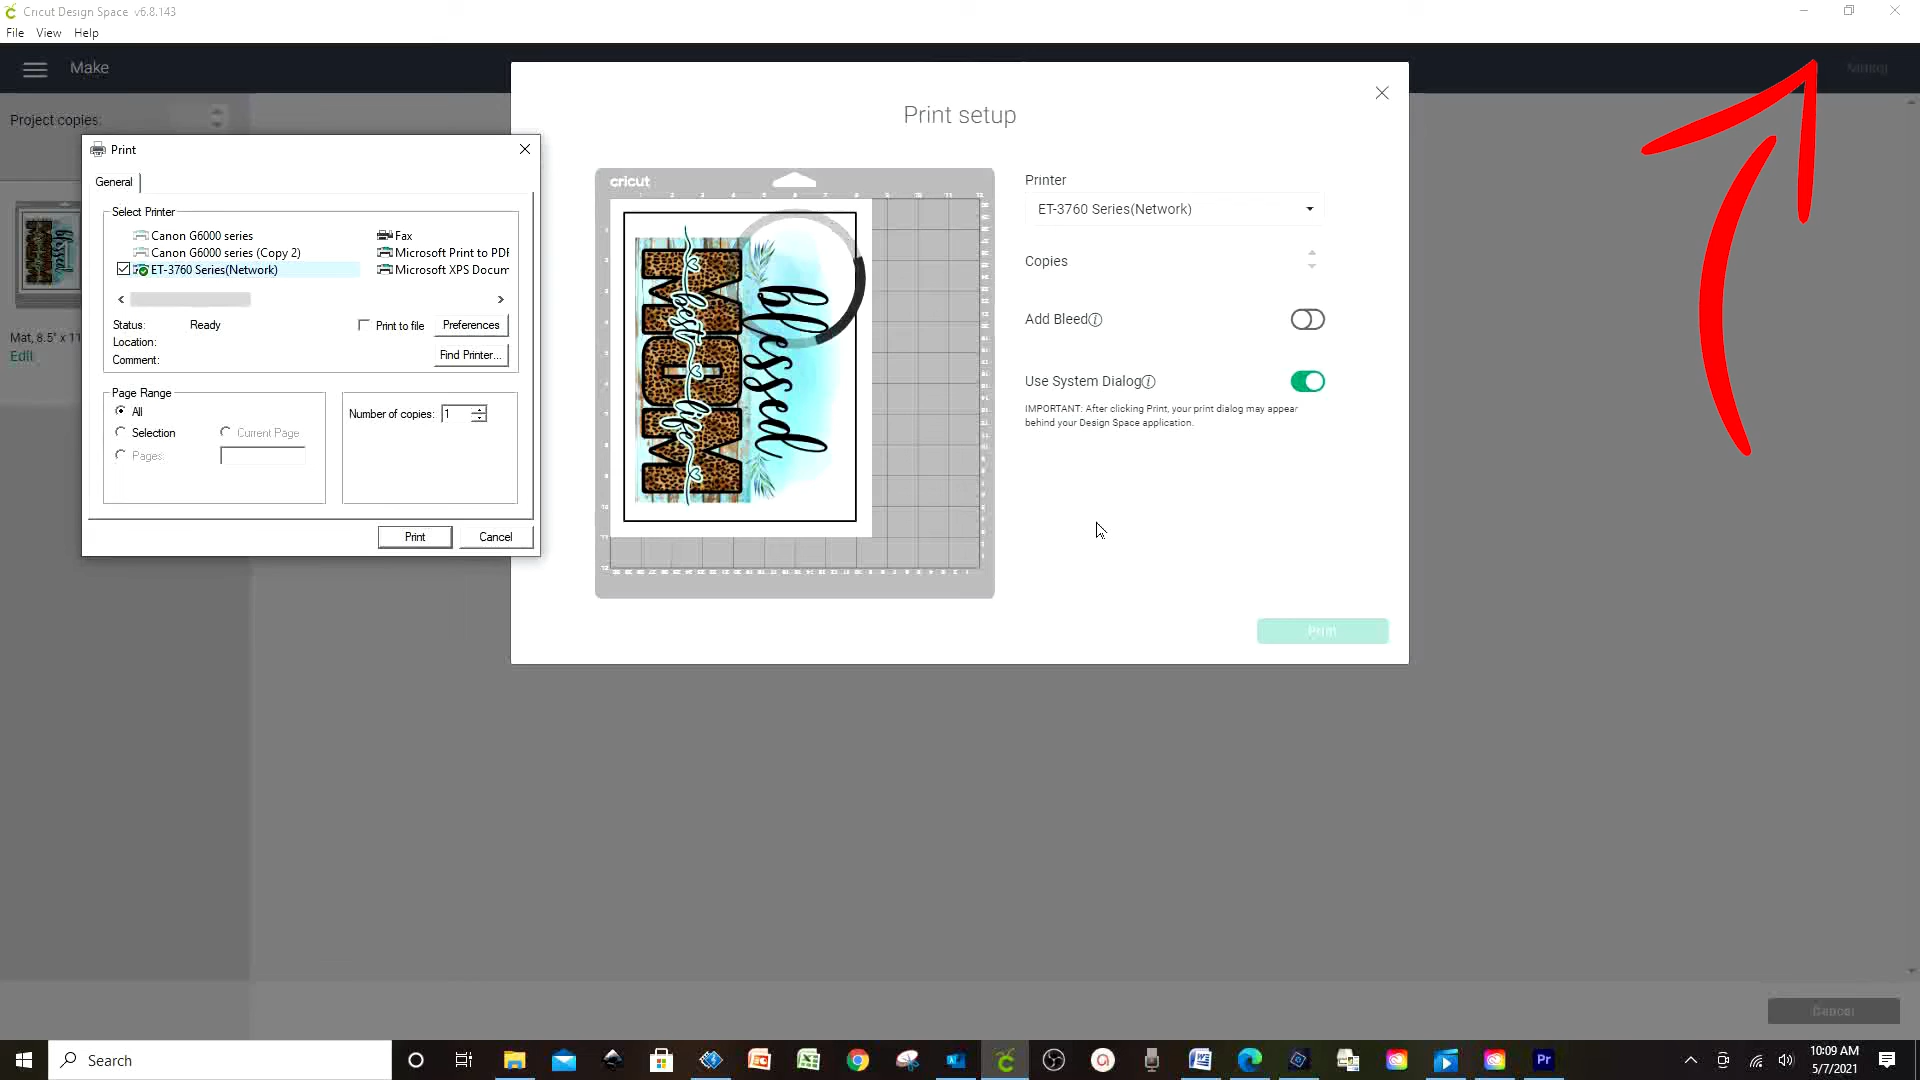 Cricut Design Space v6.8.143
File View Help
Make
Maker
Project copies:
Mat, 8.5" x 11
Edit
Print
General
Select Printer
Canon G6000 series
Canon G6000 series (Copy 2)
ET-3760 Series(Network)
Fax
Microsoft Print to PDF
Microsoft XPS Docum
Status: Ready
Location:
Comment:
Print to file
Preferences
Find Printer...
Page Range
All
Selection
Current Page
Pages:
Number of copies: 1
Print
Cancel
Print setup
cricut
blessed
MOM
best
like
Printer
ET-3760 Series(Network)
Copies
Add Bleed
Use System Dialog
IMPORTANT: After clicking Print, your print dialog may appear
behind your Design Space application.
Print
Cancel
Search
Pr
10:09 AM
5/7/2021